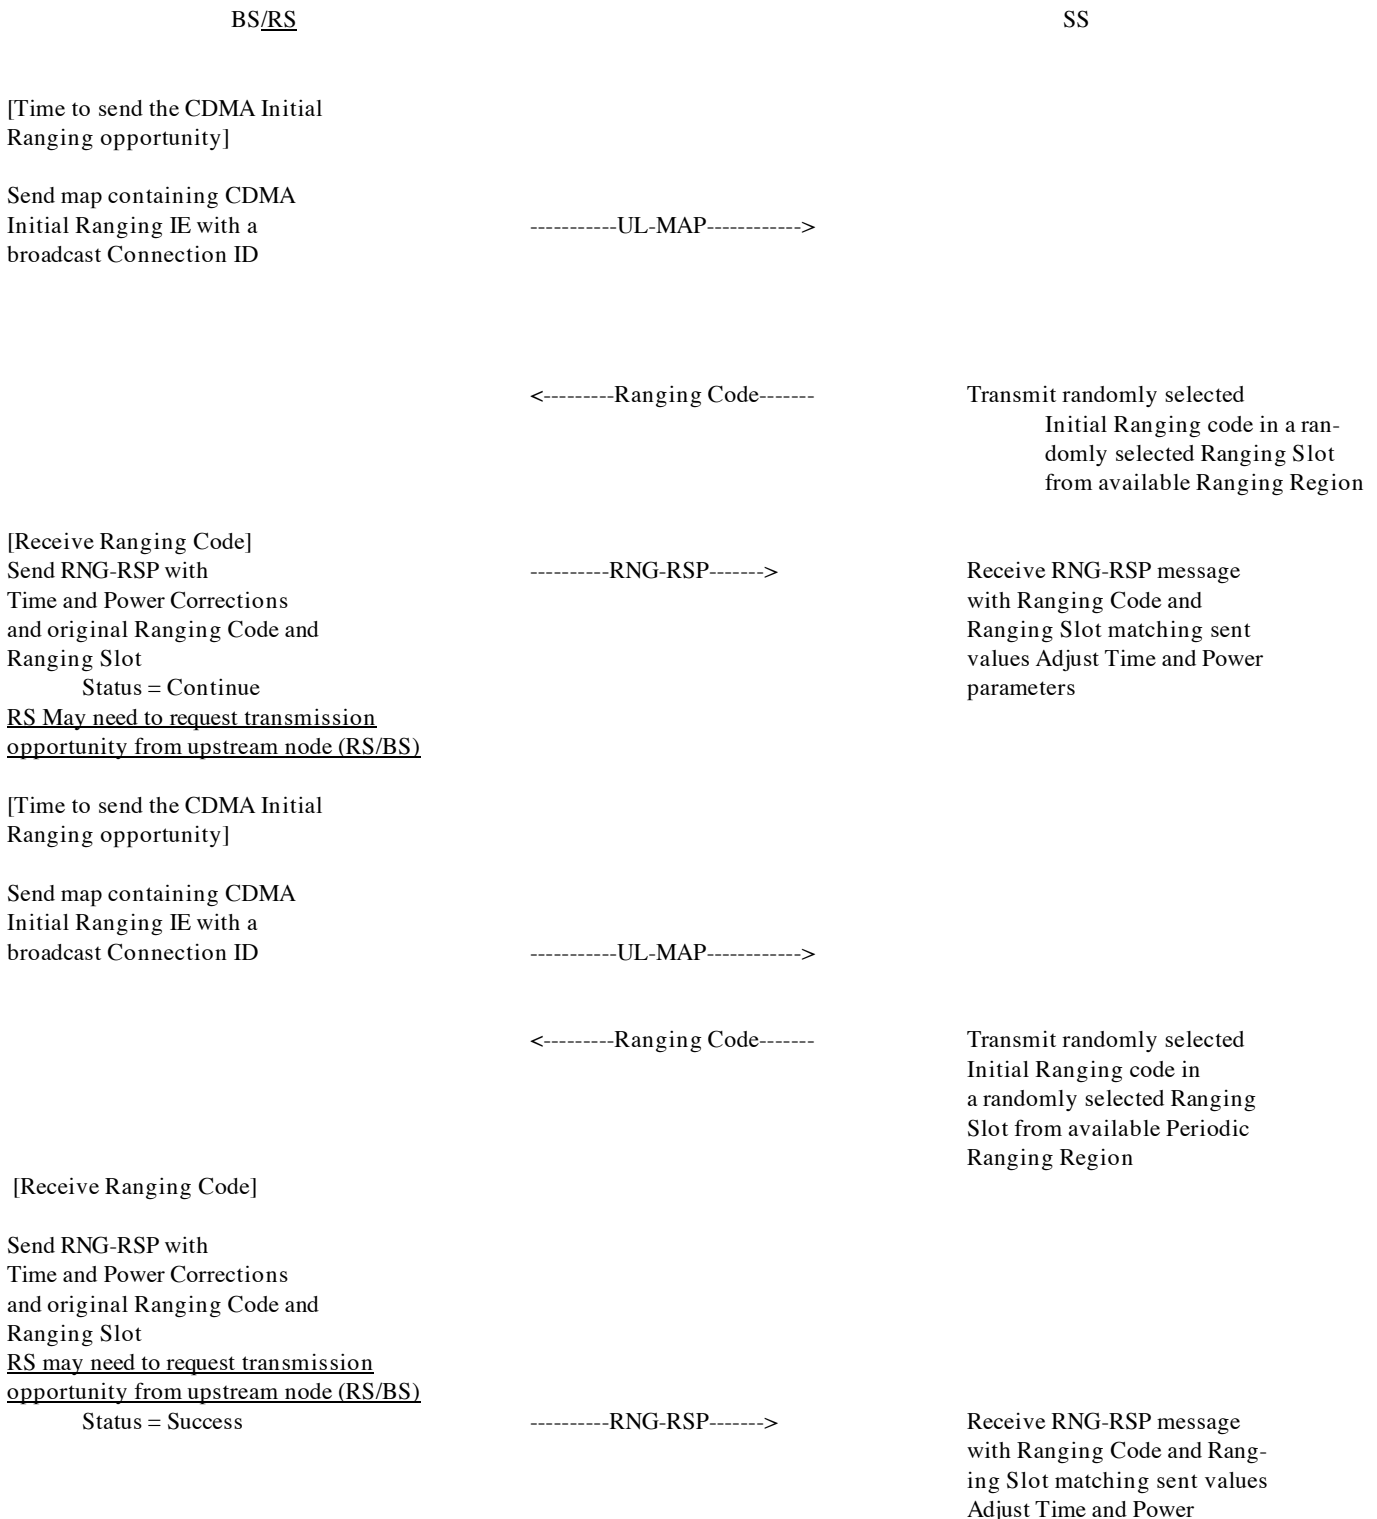 BS/RS SS
[Time to send the CDMA Initial
Ranging opportunity]
Send map containing CDMA
Initial Ranging IE with a -----------UL-MAP------------>
broadcast Connection ID
<---------Ranging Code------- Transmit randomly selected
Initial Ranging code in a ran-
domly selected Ranging Slot
from available Ranging Region
[Receive Ranging Code]
Send RNG-RSP with ----------RNG-RSP-------> Receive RNG-RSP message
Time and Power Corrections with Ranging Code and
and original Ranging Code and Ranging Slot matching sent
Ranging Slot values Adjust Time and Power
Status = Continue parameters
RS May need to request transmission
opportunity from upstream node (RS/BS)
[Time to send the CDMA Initial
Ranging opportunity]
Send map containing CDMA
Initial Ranging IE with a
broadcast Connection ID -----------UL-MAP------------>
<---------Ranging Code------- Transmit randomly selected
Initial Ranging code in
a randomly selected Ranging
Slot from available Periodic
Ranging Region
[Receive Ranging Code]
Send RNG-RSP with
Time and Power Corrections
and original Ranging Code and
Ranging Slot
RS may need to request transmission
opportunity from upstream node (RS/BS)
Status = Success ----------RNG-RSP-------> Receive RNG-RSP message
with Ranging Code and Rang-
ing Slot matching sent values
Adjust Time and Power